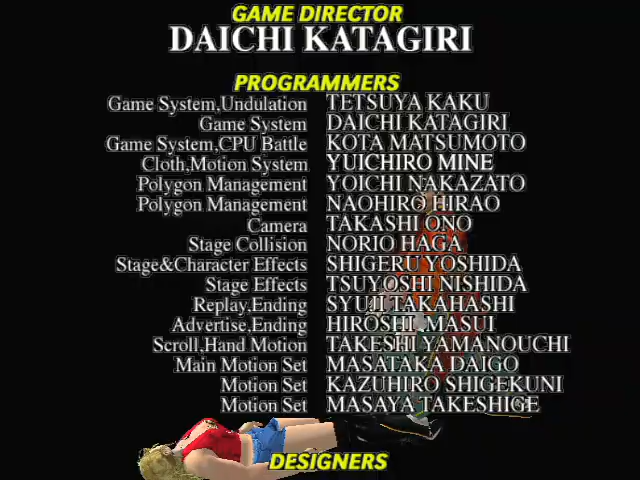 GAME DIRECTOR
DAICHI KATAGIRI
PROGRAMMERS
Game System,Undulation TETSUYA KAKU
Game System DAICHI KATAGIRI
Game System,CPU Battle KOTA MATSUMOTO
Cloth,Motion System YUICHIRO MINE
Polygon Management YOICHI NAKAZATO
Polygon Management NAOHIRO HIRAO
Camera TAKASHI ONO
Stage Collision NORIO HAGA
Stage&Character Effects SHIGERU YOSHIDA
Stage Effects TSUYOSHI NISHIDA
Replay,Ending SYUJI TAKAHASHI
Advertise,Ending HIROSHI MASUI
Scroll,Hand Motion TAKESHI YAMANOUCHI
Main Motion Set MASATAKA DAIGO
Motion Set KAZUHIRO SHIGEKUNI
Motion Set MASAYA TAKESHIGE
DESIGNERS